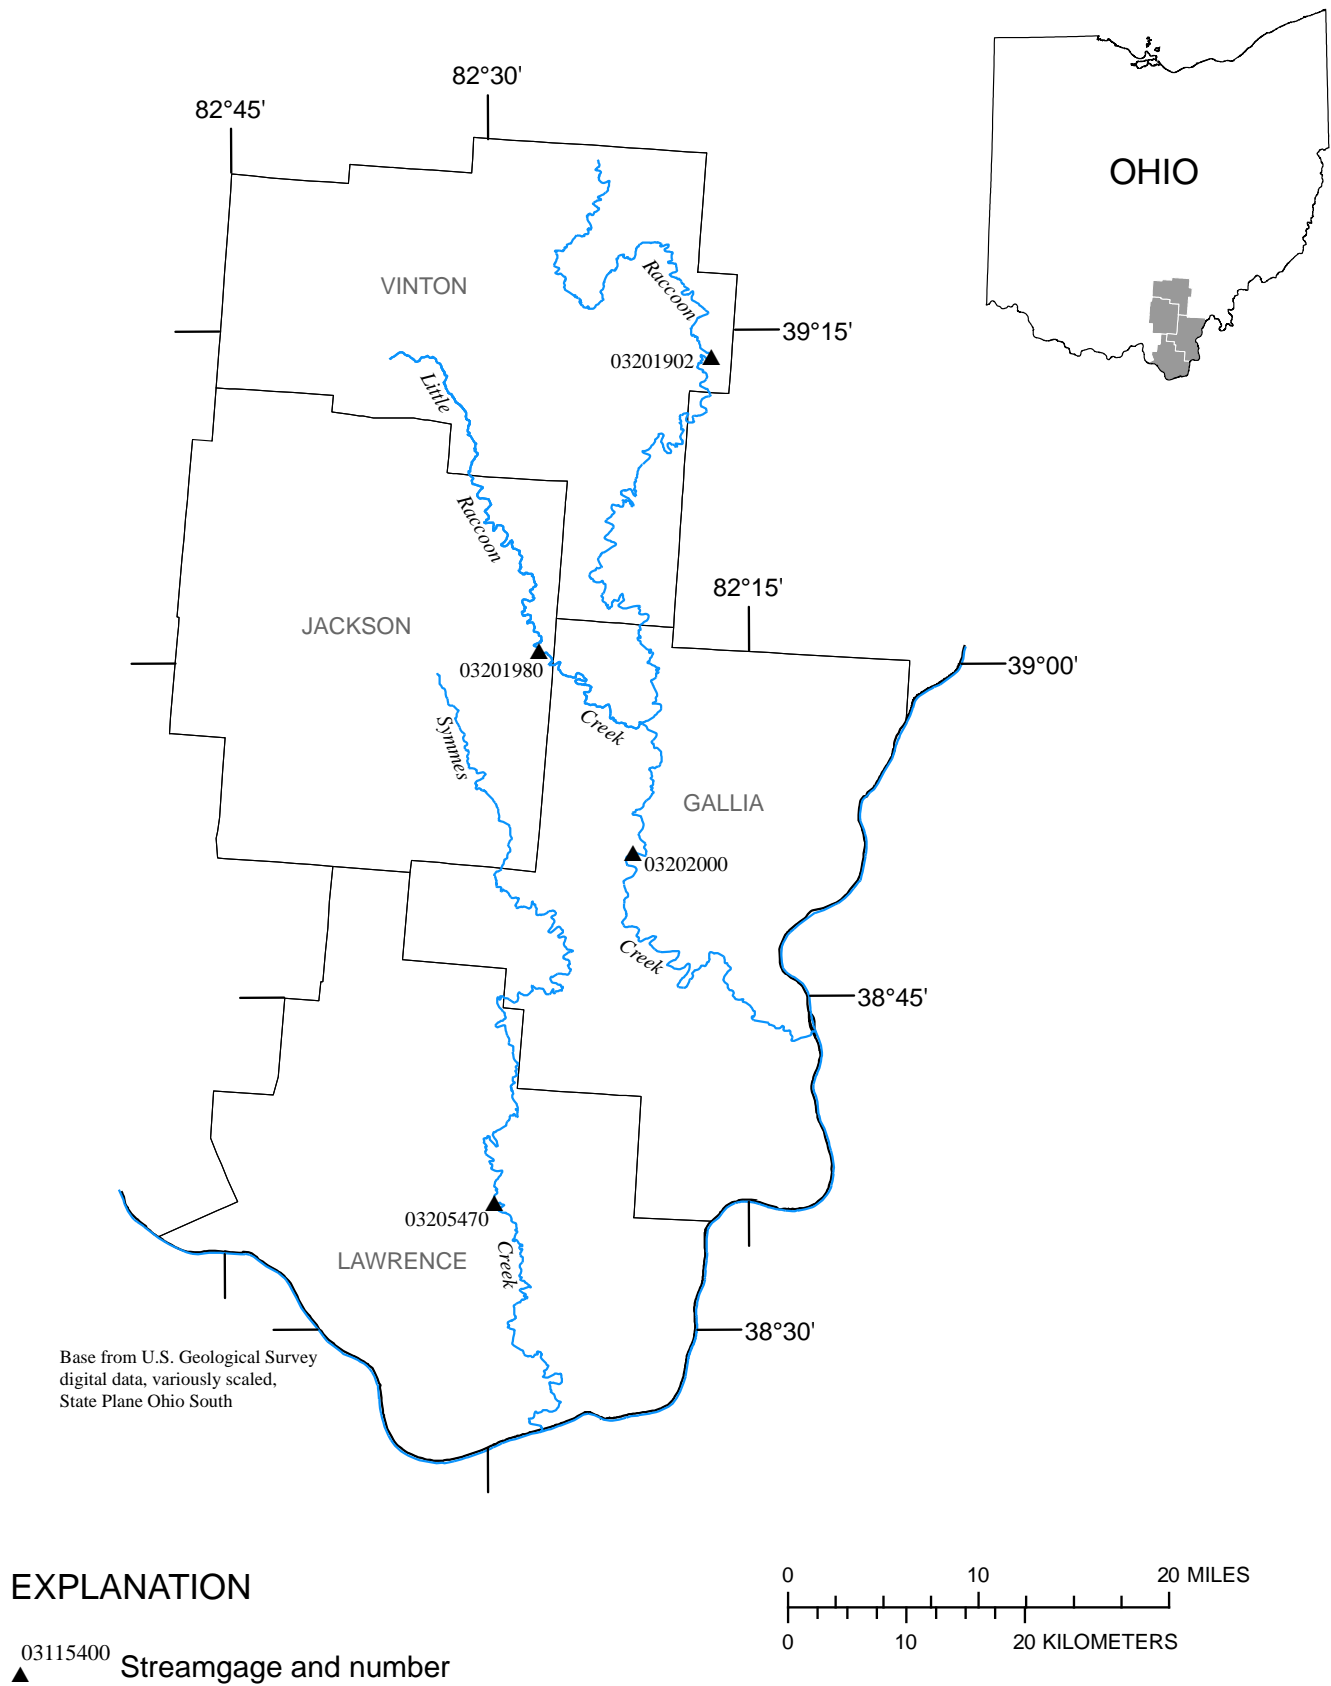 82°30'
82°45'
OHIO
VINTON
Raccoon
39°15'
03201902
Little
Raccoon
82°15'
JACKSON
39°00'
03201980
Creek
Symmes
GALLIA
03202000
Creek
38°45'
03205470
Creek
LAWRENCE
38°30'
Base from U.S. Geological Survey
digital data, variously scaled,
State Plane Ohio South
EXPLANATION
03115400
Streamgage and number
0 10 20 MILES
0 10 20 KILOMETERS